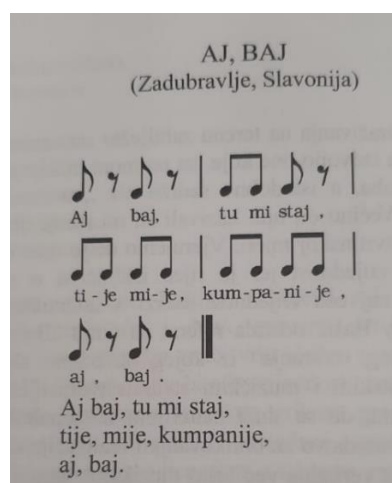 AJ, BAJ
(Zadubravlje, Slavonija)
Aj baj, tu mi staj,
ti - je mi - je, kum - pa - ni - je,
aj, baj.
Aj baj, tu mi staj,
tije, mije, kumpanije,
aj, baj.